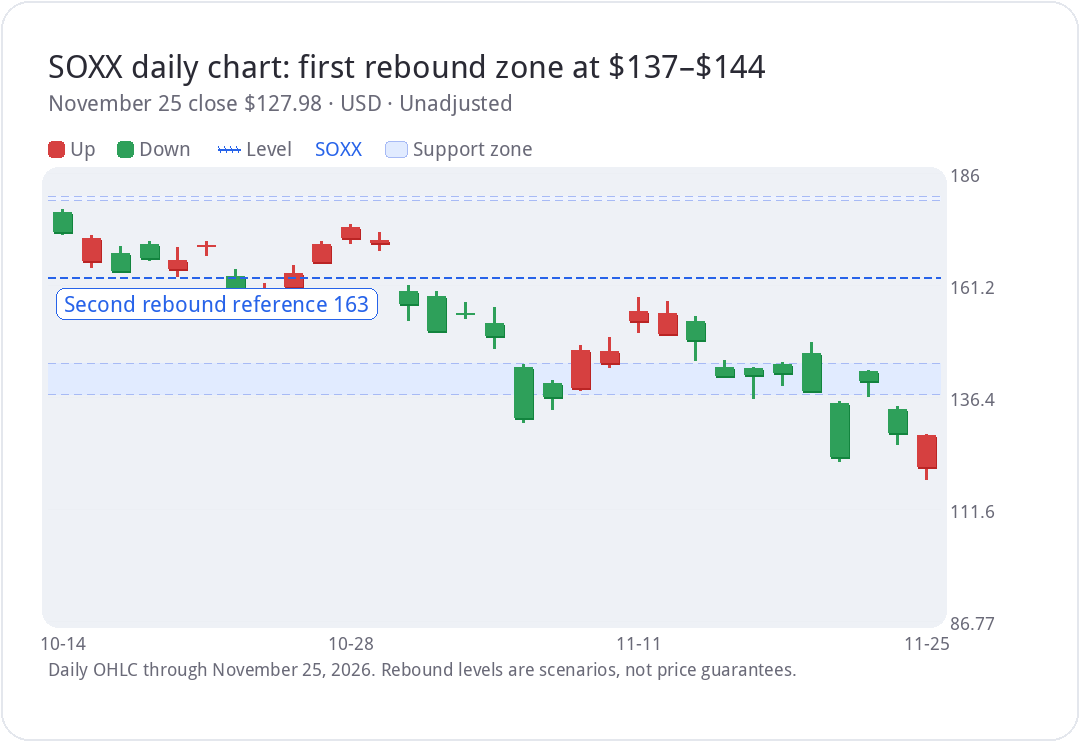 SOXX daily chart: first rebound zone at $137–$144
November 25 close $127.98 · USD · Unadjusted
Up Down Level SOXX Support zone
186
161.2
Second rebound reference 163
136.4
111.6
86.77
10-14 10-28 11-11 11-25
Daily OHLC through November 25, 2026. Rebound levels are scenarios, not price guarantees.